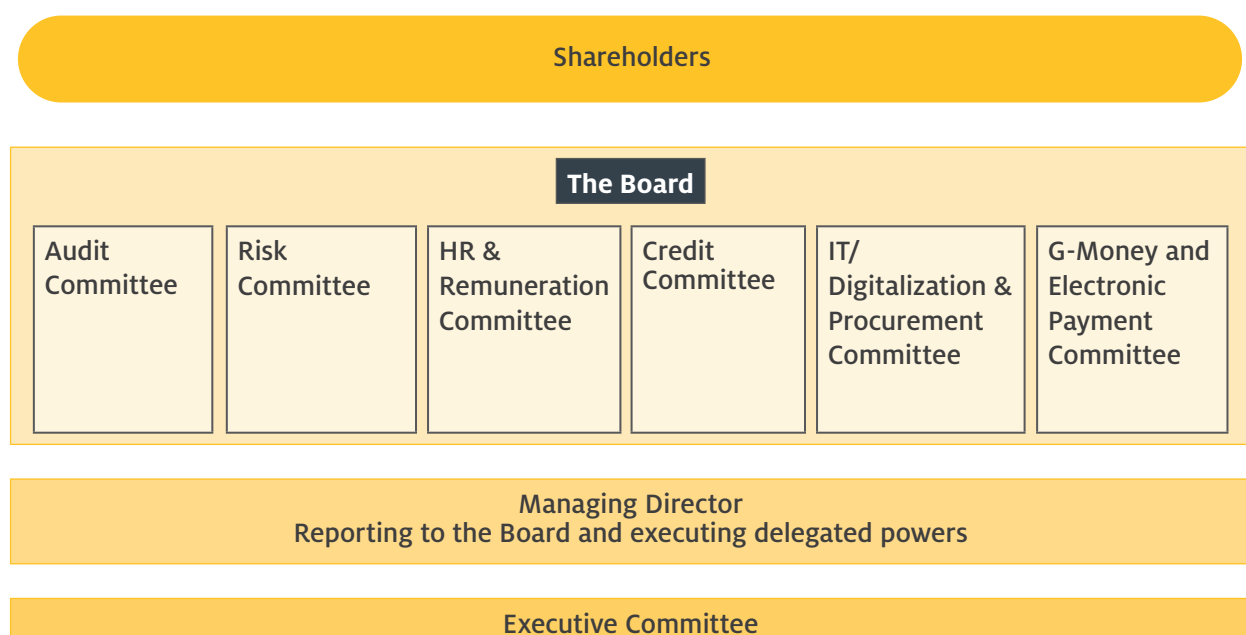 Shareholders
The Board
Audit
Committee
Risk
Committee
HR &
Remuneration
Committee
Credit
Committee
IT/
Digitalization &
Procurement
Committee
G-Money and
Electronic
Payment
Committee
Managing Director
Reporting to the Board and executing delegated powers
Executive Committee